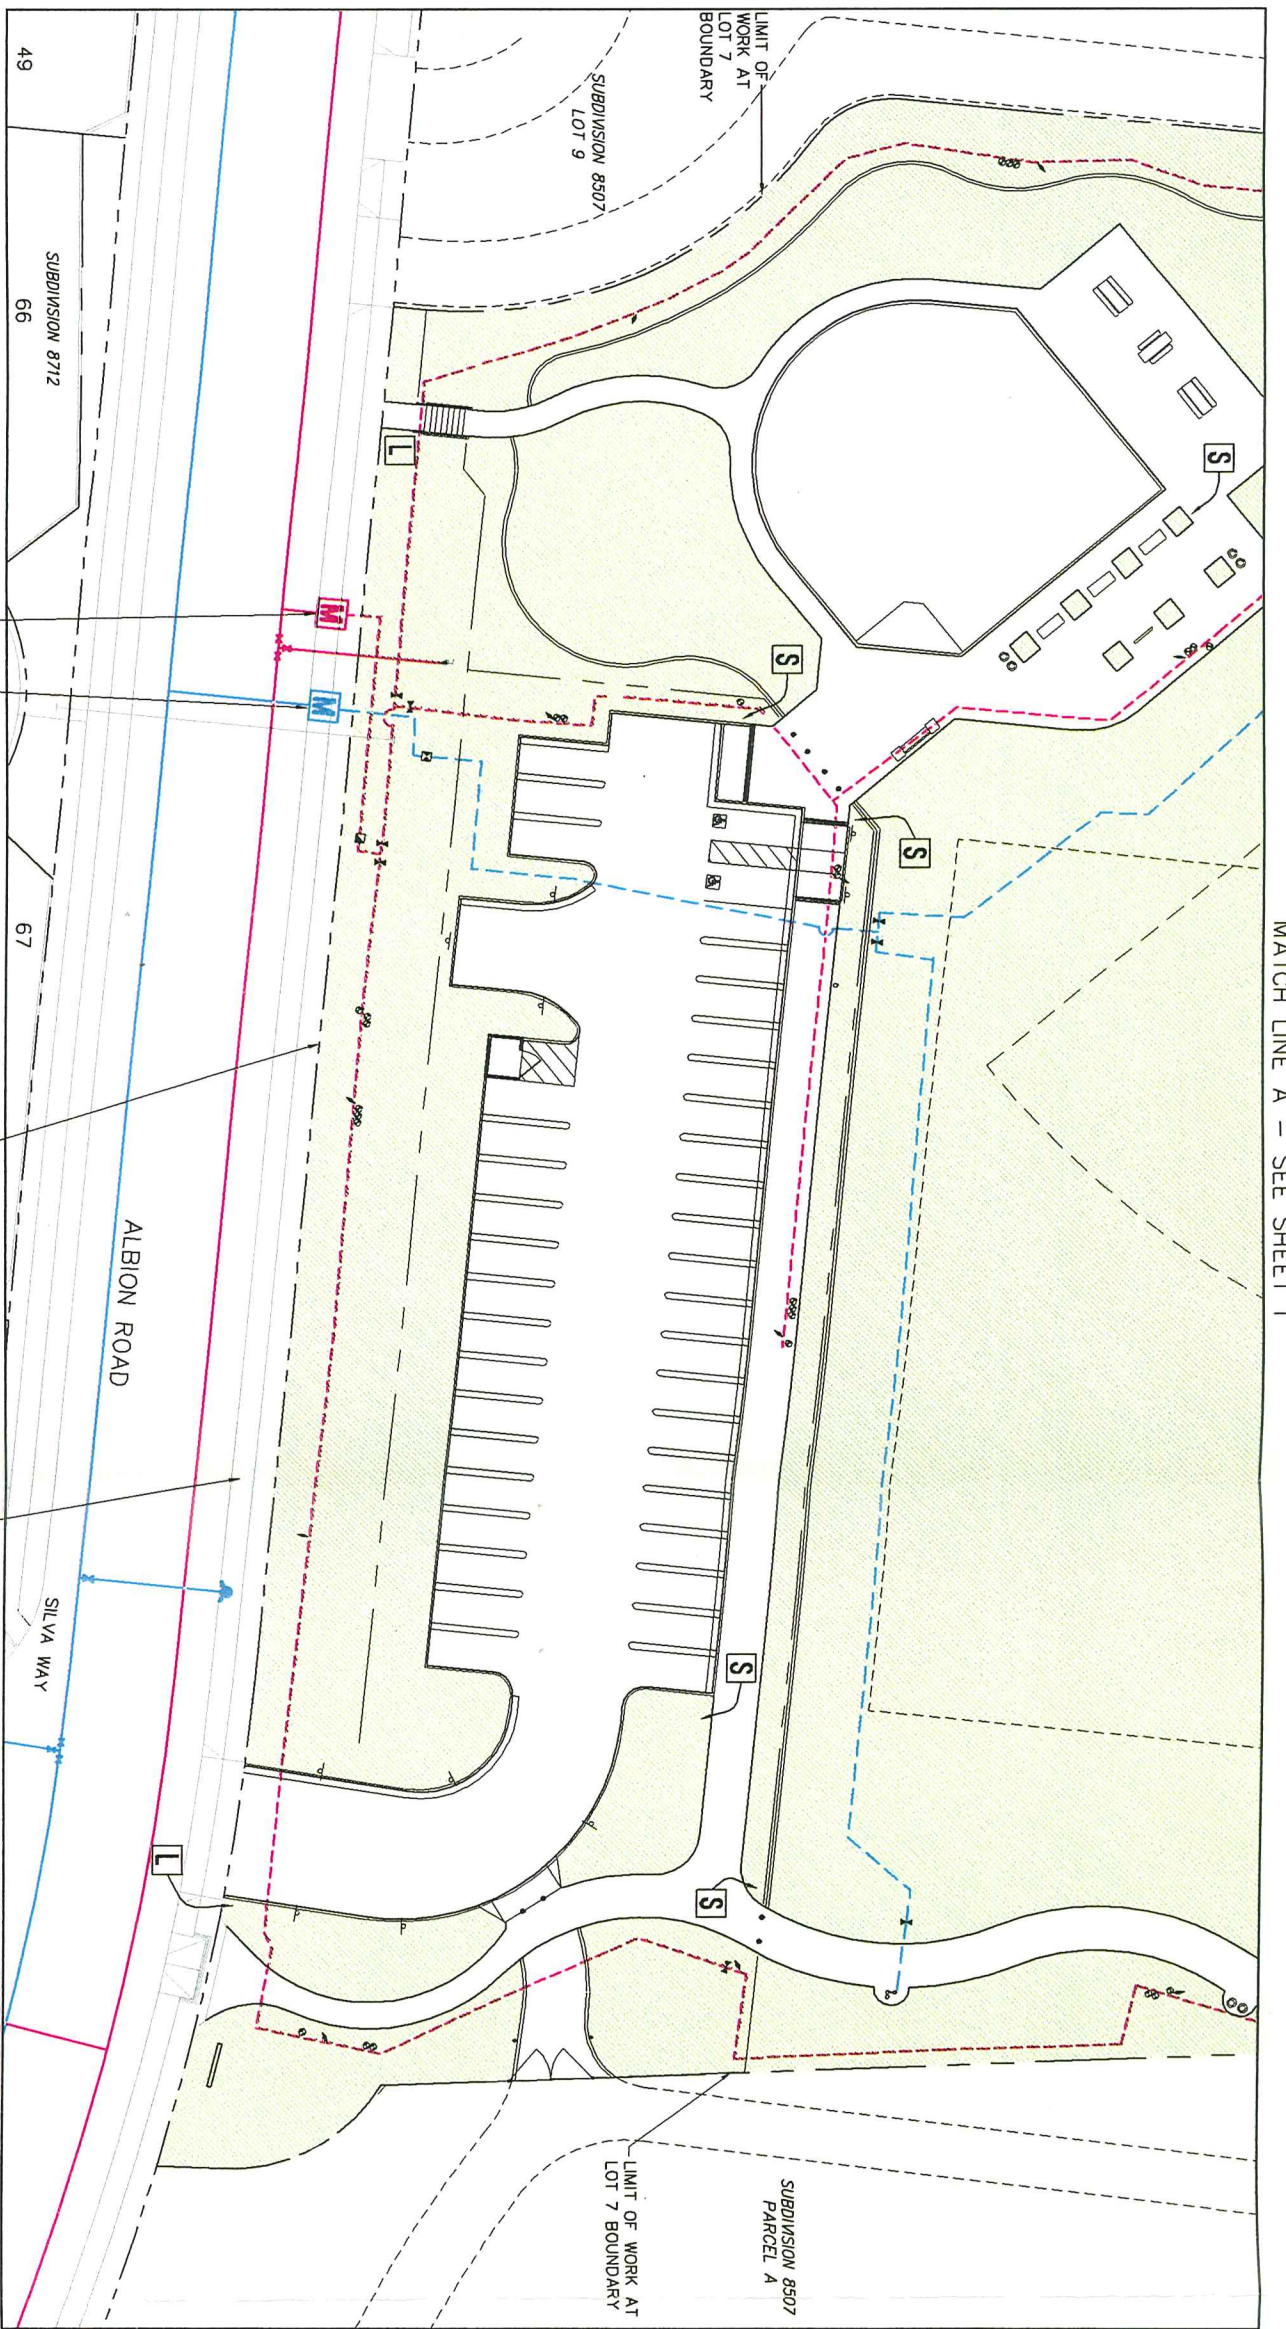 MATCH LINE A - SEE SHEET 1
LIMIT OF
WORK AT
LOT 7
BOUNDARY
SUBDIVISION 8507
LOT 9
S
S
S
L
M
M
49
66
SUBDIVISION 8712
67
ALBION ROAD
SILVA WAY
S
S
L
LIMIT OF WORK AT
LOT 7 BOUNDARY
SUBDIVISION 8507
PARCEL A